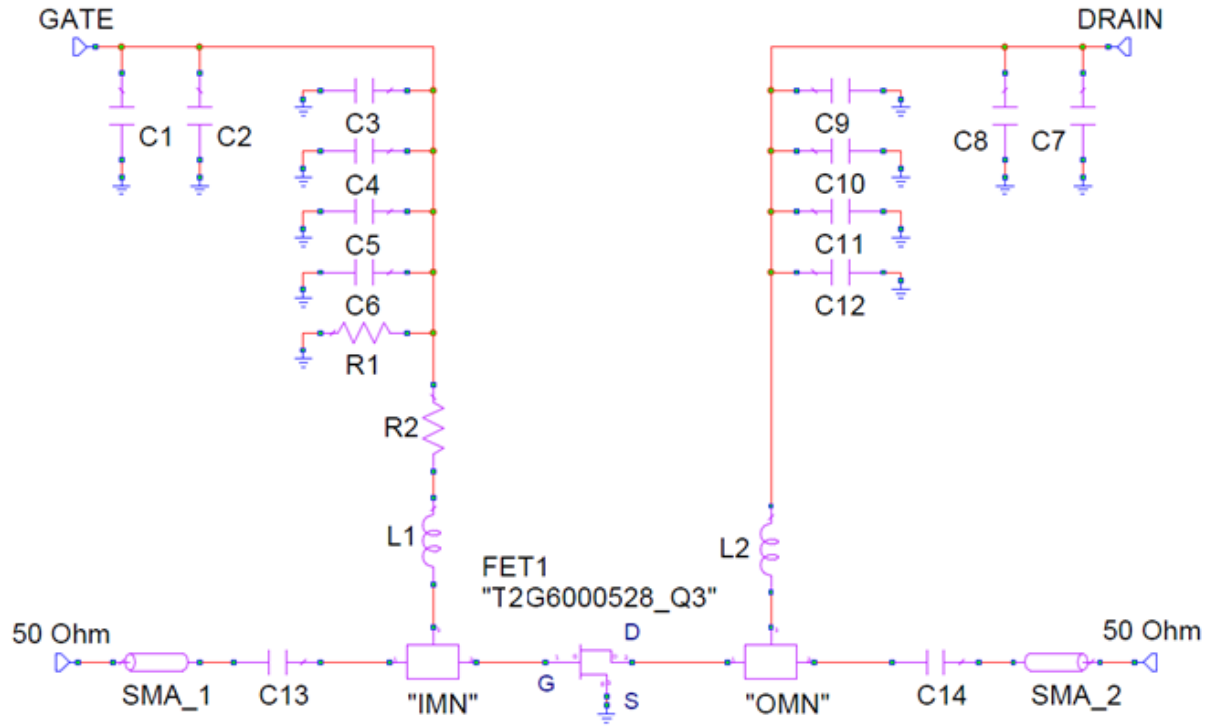 GATE
DRAIN
C1
C2
C3
C4
C5
C6
R1
R2
L1
C9
C10
C11
C12
C8
C7
L2
FET1
"T2G6000528_Q3"
D
G
S
50 Ohm
SMA_1
C13
"IMN"
"OMN"
C14
SMA_2
50 Ohm